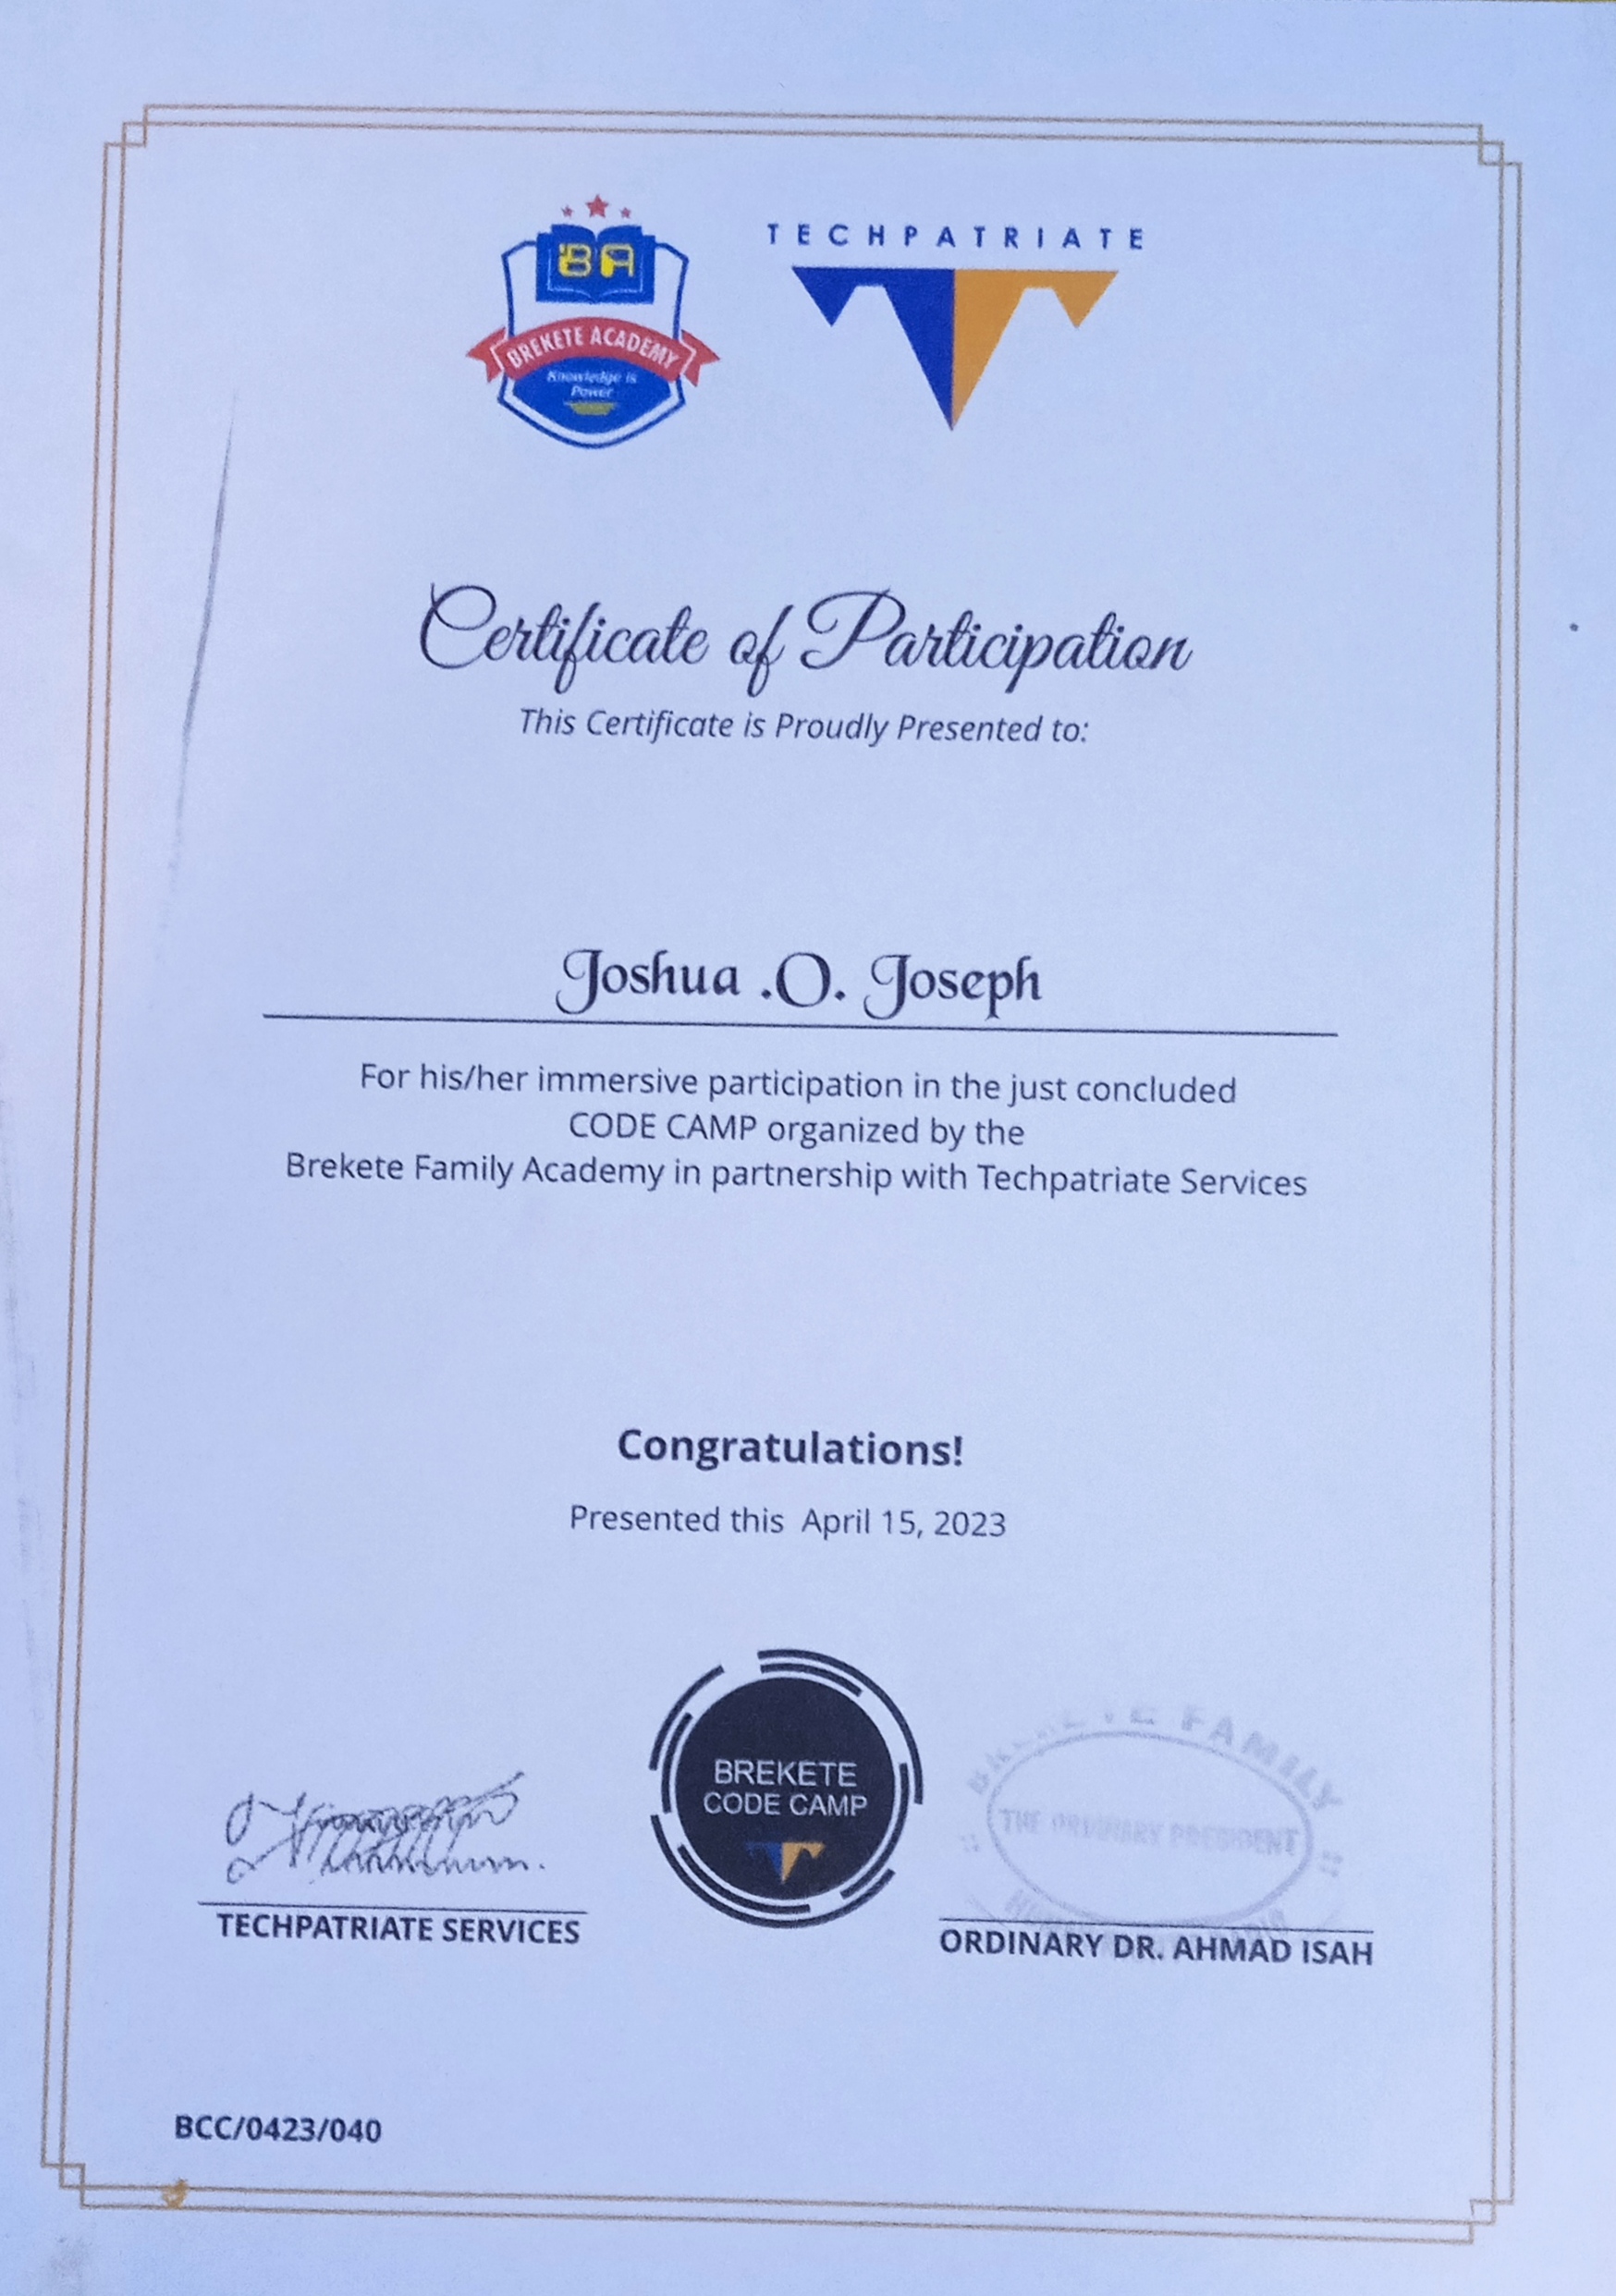 BA
BREKETE ACADEMY
Knowledge is
Power
TECHPATRIATE
Certificate of Participation
This Certificate is Proudly Presented to:
Joshua .O. Joseph
For his/her immersive participation in the just concluded
CODE CAMP organized by the
Brekete Family Academy in partnership with Techpatriate Services
Congratulations!
Presented this April 15, 2023
BREKETE
CODE CAMP
BREKETE FAMILY
THE ORDINARY PRESIDENT
TECHPATRIATE SERVICES
ORDINARY DR. AHMAD ISAH
BCC/0423/040